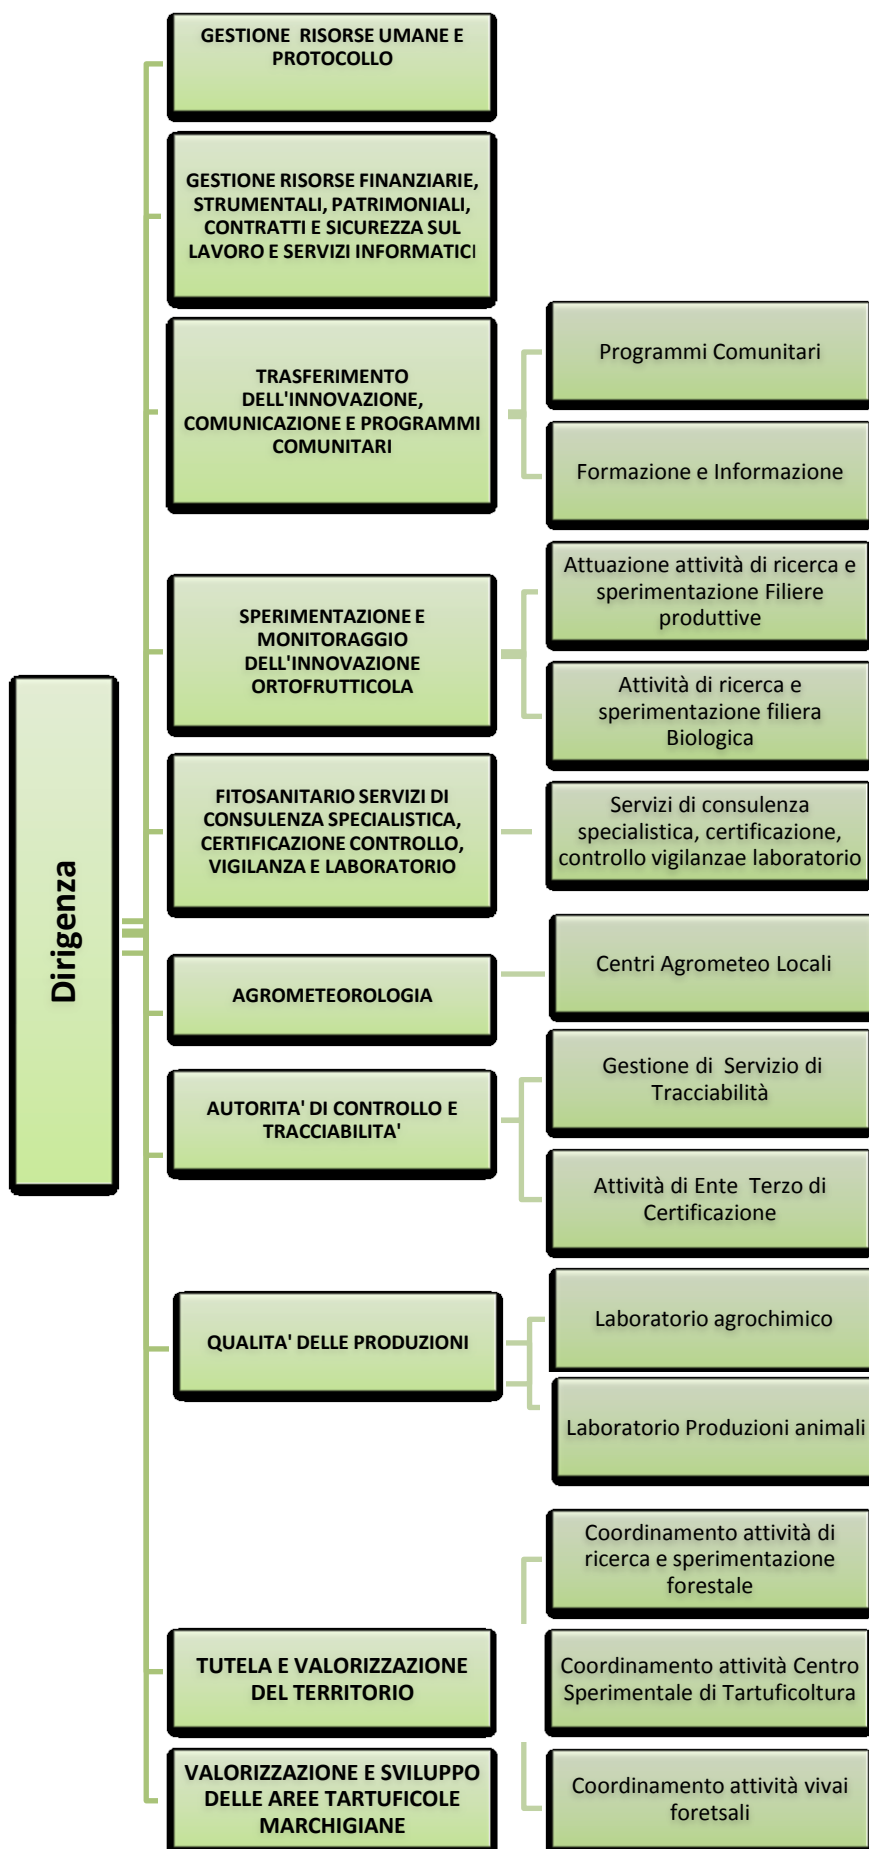 Dirigenza
GESTIONE RISORSE UMANE E
PROTOCOLLO
GESTIONE RISORSE FINANZIARIE,
STRUMENTALI, PATRIMONIALI,
CONTRATTI E SICUREZZA SUL
LAVORO E SERVIZI INFORMATICI
TRASFERIMENTO
DELL'INNOVAZIONE,
COMUNICAZIONE E PROGRAMMI
COMUNITARI
Programmi Comunitari
Formazione e Informazione
SPERIMENTAZIONE E
MONITORAGGIO
DELL'INNOVAZIONE
ORTOFRUTTICOLA
Attuazione attività di ricerca e
sperimentazione Filiere
produttive
Attività di ricerca e
sperimentazione filiera
Biologica
FITOSANITARIO SERVIZI DI
CONSULENZA SPECIALISTICA,
CERTIFICAZIONE CONTROLLO,
VIGILANZA E LABORATORIO
Servizi di consulenza
specialistica, certificazione,
controllo vigilanzae laboratorio
AGROMETEOROLOGIA
Centri Agrometeo Locali
AUTORITA' DI CONTROLLO E
TRACCIABILITA'
Gestione di Servizio di
Tracciabilità
Attività di Ente Terzo di
Certificazione
QUALITA' DELLE PRODUZIONI
Laboratorio agrochimico
Laboratorio Produzioni animali
TUTELA E VALORIZZAZIONE
DEL TERRITORIO
Coordinamento attività di
ricerca e sperimentazione
forestale
Coordinamento attività Centro
Sperimentale di Tartuficoltura
Coordinamento attività vivai
foretsali
VALORIZZAZIONE E SVILUPPO
DELLE AREE TARTUFICOLE
MARCHIGIANE